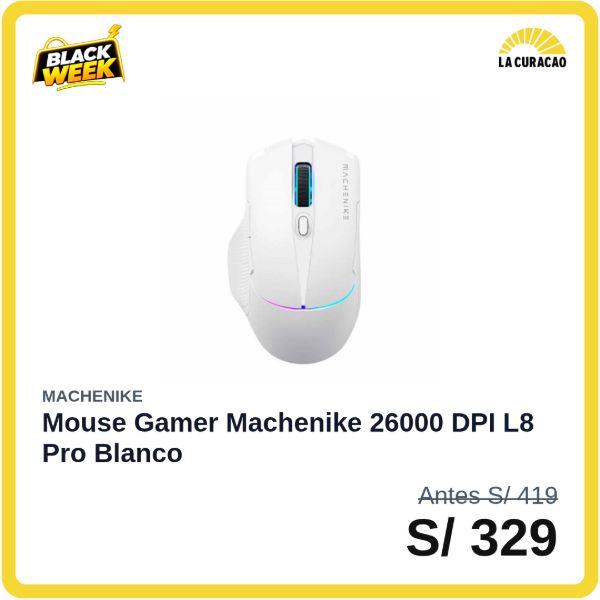 BLACK
WEEK
LA CURACAO
MACHENIKE
MACHENIKE
Mouse Gamer Machenike 26000 DPI L8
Pro Blanco
Antes S/ 419
S/ 329